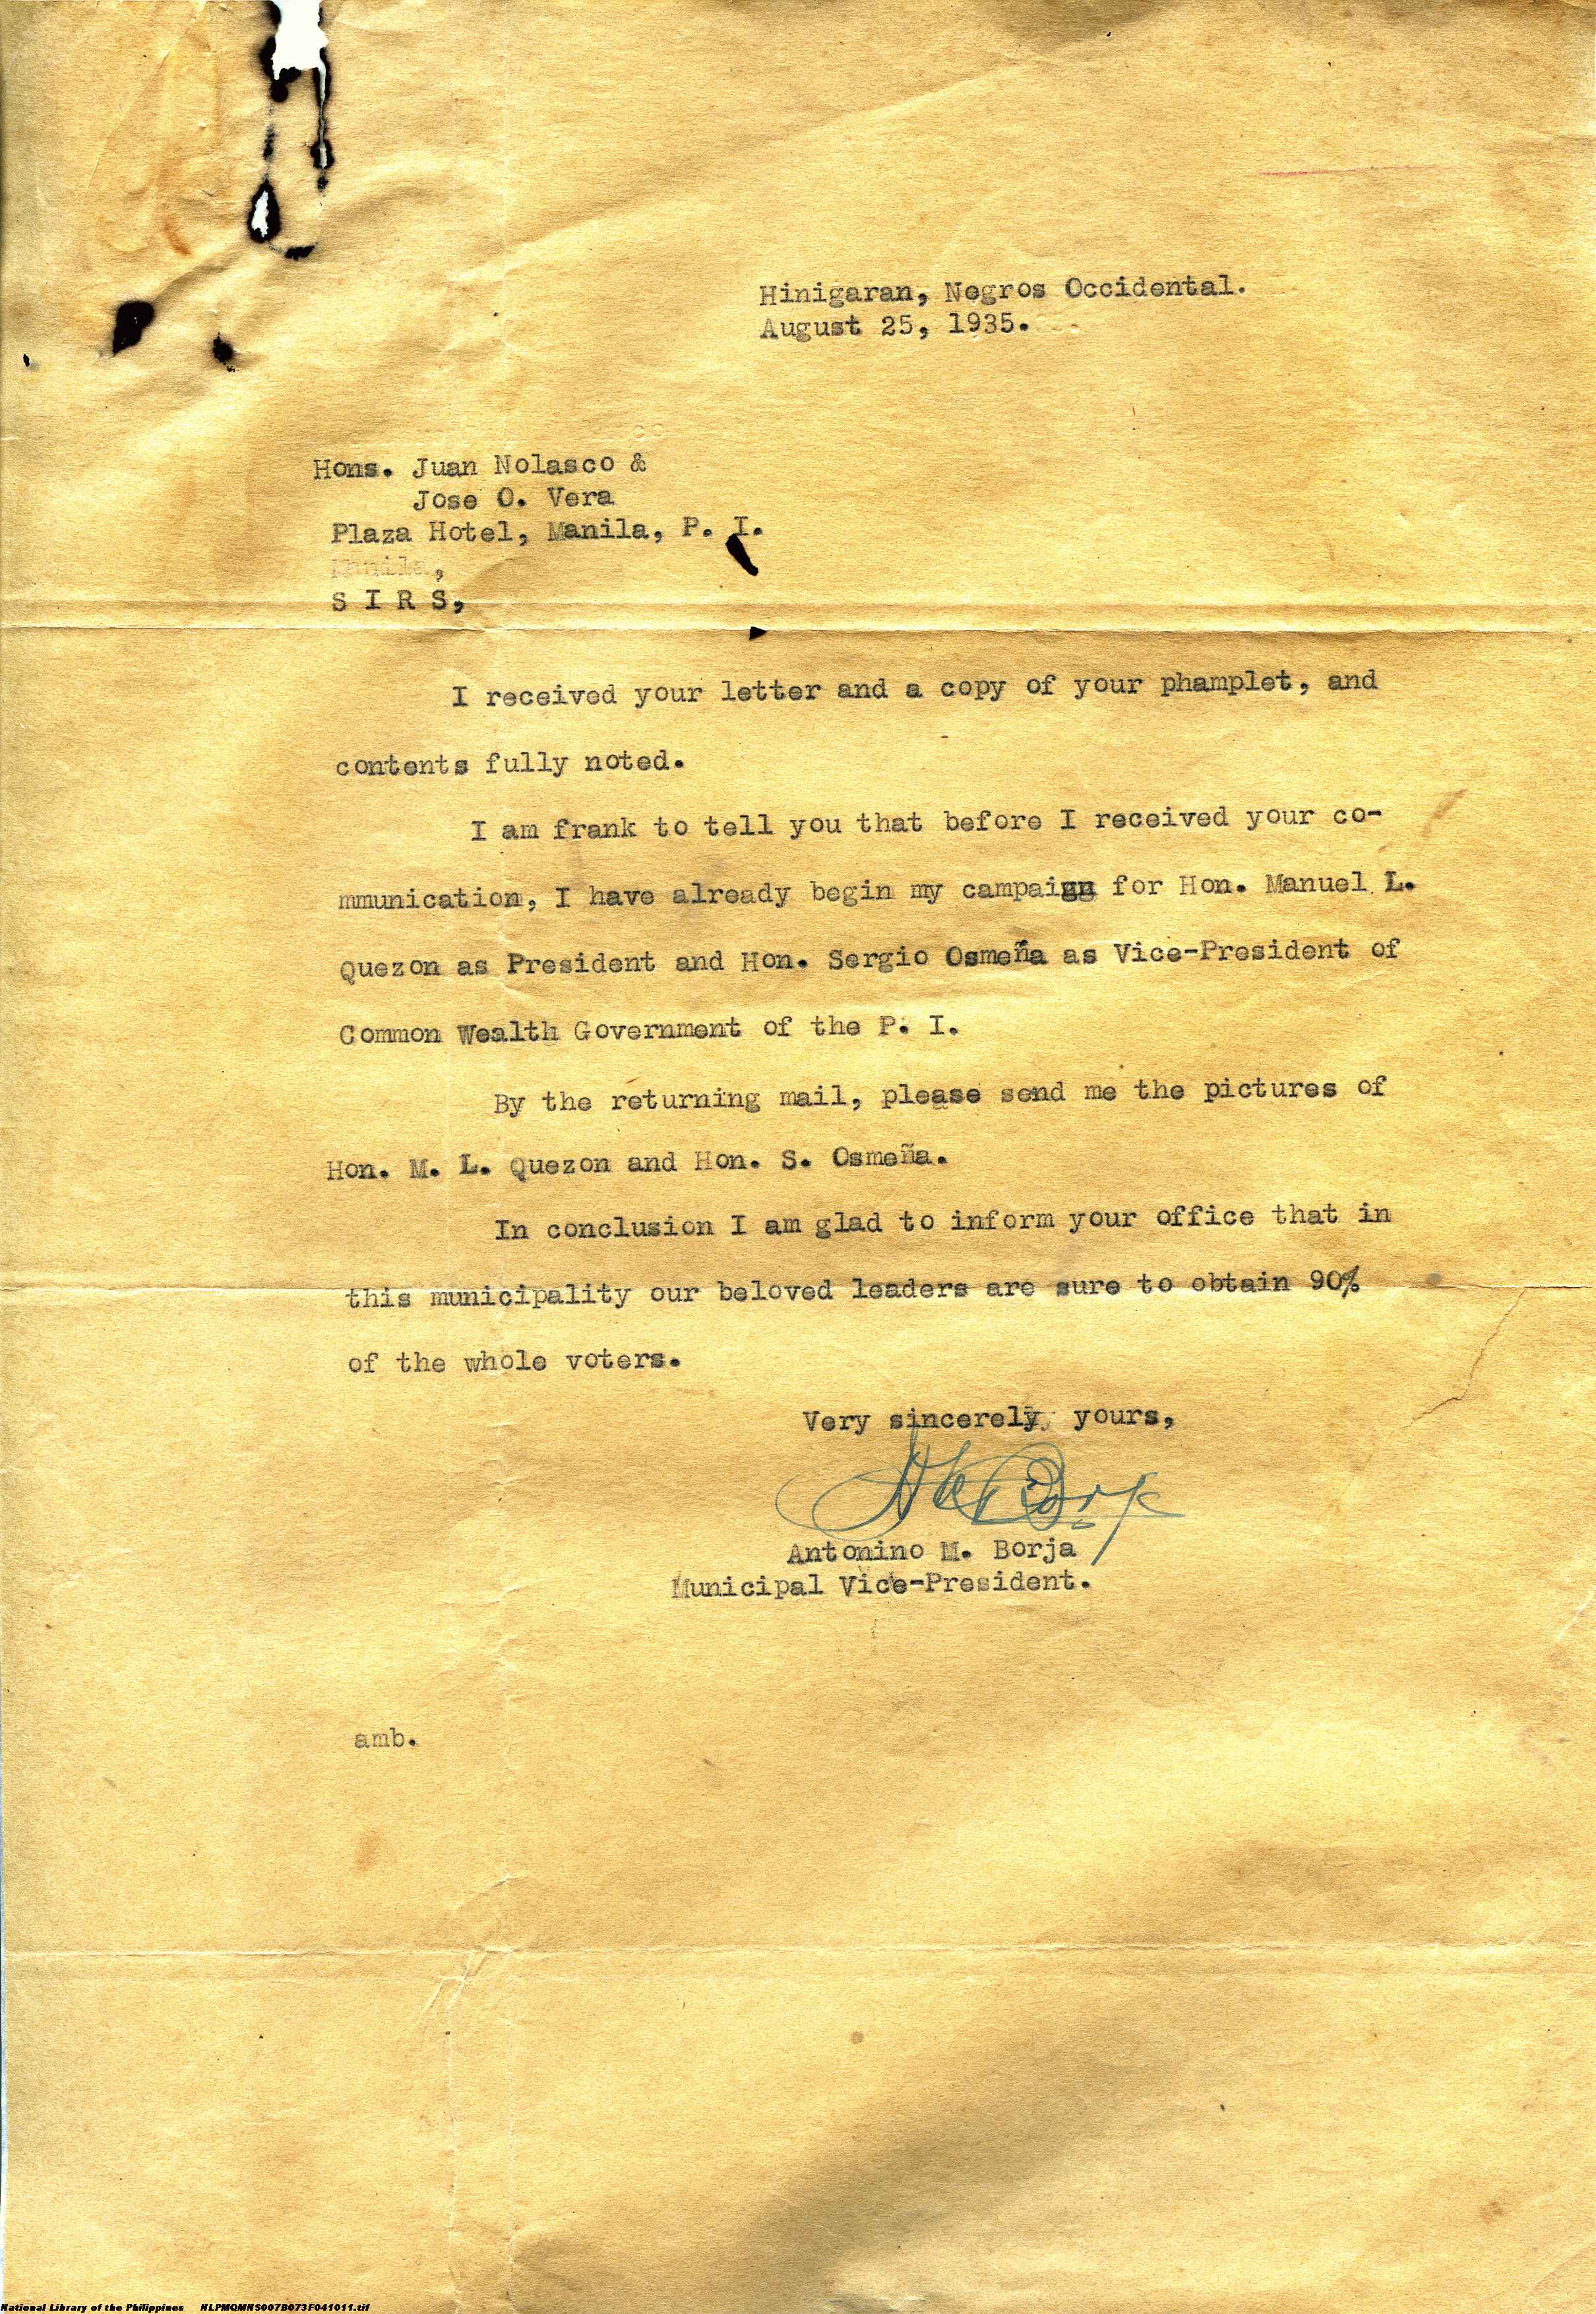 Hinigaran, Negros Occidental.
August 25, 1935.
Hons. Juan Nolasco &
Jose O. Vera
Plaza Hotel, Manila, P. I.
Manila,
S I R S,
I received your letter and a copy of your phamplet, and
contents fully noted.
I am frank to tell you that before I received your co-
mmunication, I have already begin my campaign for Hon. Manuel L.
Quezon as President and Hon. Sergio Osmeña as Vice-President of
Common Wealth Government of the P. I.
By the returning mail, please send me the pictures of
Hon. M. L. Quezon and Hon. S. Osmeña.
In conclusion I am glad to inform your office that in
this municipality our beloved leaders are sure to obtain 90%
of the whole voters.
Very sincerely yours,
Antonino M. Borja
Municipal Vice-President.
amb.
National Library of the Philippines NLPMQMNS007B073F041011.tif